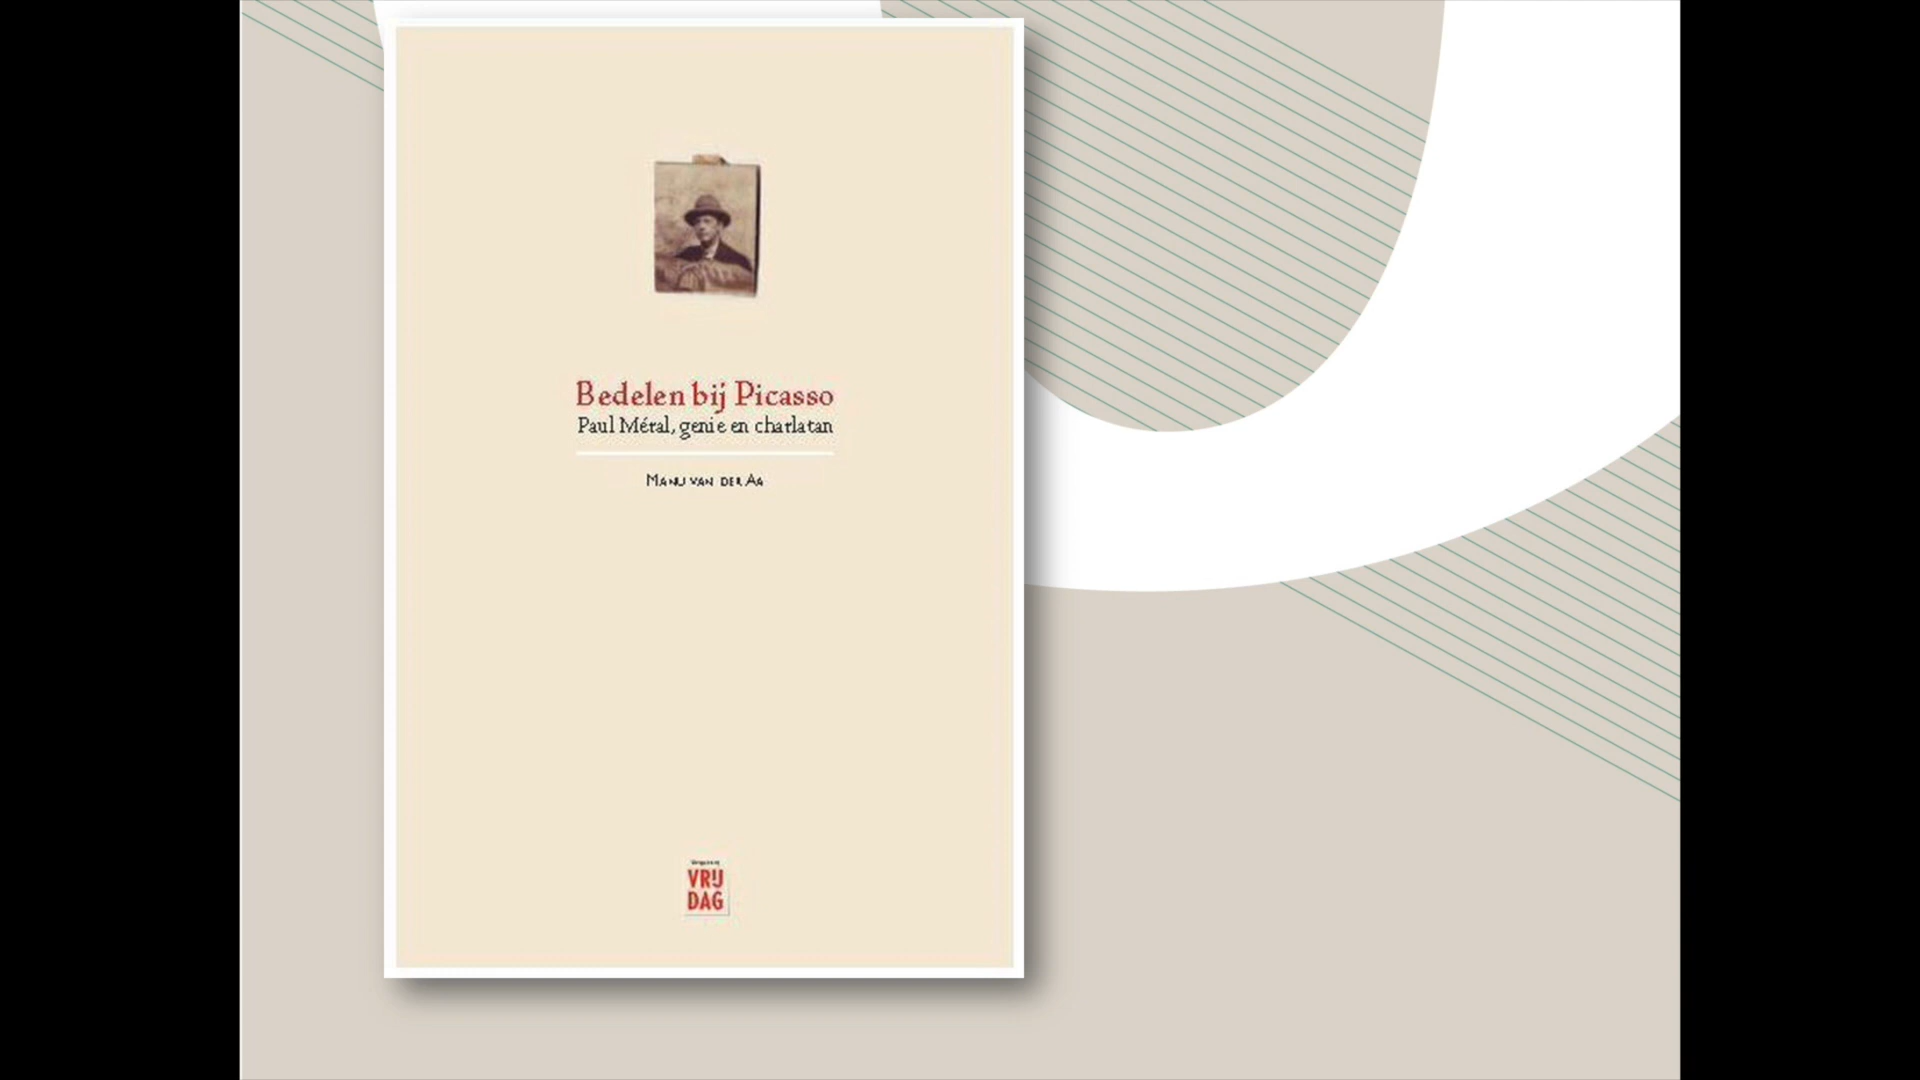 Bedelen bij Picasso
Paul Méral, genie en charlatan
Manu van der Aa
VRIJ
DAG